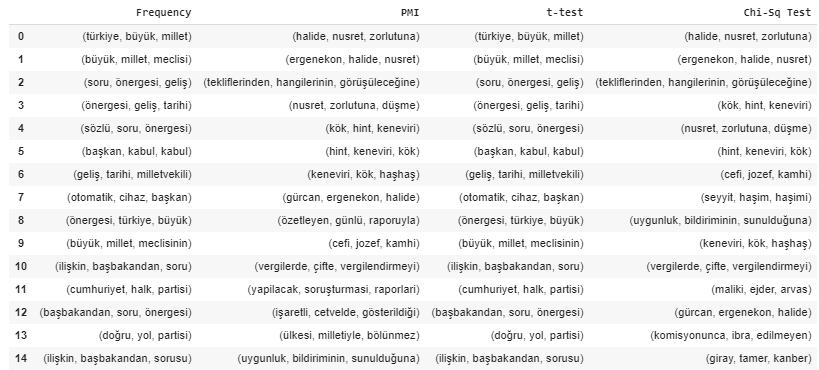 Frequency PMI t-test Chi-Sq Test
0 (türkiye, büyük, millet) (halide, nusret, zorlutuna) (türkiye, büyük, millet) (halide, nusret, zorlutuna)
1 (büyük, millet, meclisi) (ergenekon, halide, nusret) (büyük, millet, meclisi) (ergenekon, halide, nusret)
2 (soru, önergesi, geliş) (tekliflerinden, hangilerinin, görüşüleceğine) (soru, önergesi, geliş) (tekliflerinden, hangilerinin, görüşüleceğine)
3 (önergesi, geliş, tarihi) (nusret, zorlutuna, düşme) (önergesi, geliş, tarihi) (kök, hint, keneviri)
4 (sözlü, soru, önergesi) (kök, hint, keneviri) (sözlü, soru, önergesi) (nusret, zorlutuna, düşme)
5 (başkan, kabul, kabul) (hint, keneviri, kök) (başkan, kabul, kabul) (hint, keneviri, kök)
6 (geliş, tarihi, milletvekili) (keneviri, kök, haşhaş) (geliş, tarihi, milletvekili) (cefi, jozef, kamhi)
7 (otomatik, cihaz, başkan) (gürcan, ergenekon, halide) (otomatik, cihaz, başkan) (seyyit, haşim, haşimi)
8 (önergesi, türkiye, büyük) (özetleyen, günlü, raporuyla) (önergesi, türkiye, büyük) (uygunluk, bildiriminin, sunulduğuna)
9 (büyük, millet, meclisinin) (cefi, jozef, kamhi) (büyük, millet, meclisinin) (keneviri, kök, haşhaş)
10 (ilişkin, başbakandan, soru) (vergilerde, çifte, vergilendirmeyi) (ilişkin, başbakandan, soru) (vergilerde, çifte, vergilendirmeyi)
11 (cumhuriyet, halk, partisi) (yapilacak, soruşturmasi, raporlari) (cumhuriyet, halk, partisi) (maliki, ejder, arvas)
12 (başbakandan, soru, önergesi) (işaretli, cetvelde, gösterildiği) (başbakandan, soru, önergesi) (gürcan, ergenekon, halide)
13 (doğru, yol, partisi) (ülkesi, milletiyle, bölünmez) (doğru, yol, partisi) (komisyonunca, ibra, edilmeyen)
14 (ilişkin, başbakandan, sorusu) (uygunluk, bildiriminin, sunulduğuna) (ilişkin, başbakandan, sorusu) (giray, tamer, kanber)